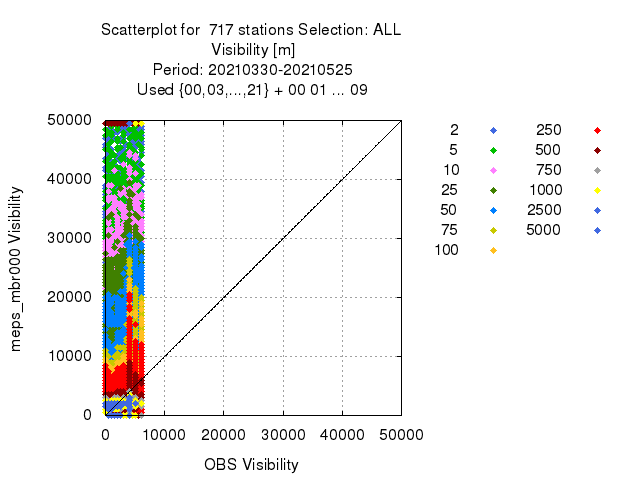 Scatterplot for  717 stations Selection: ALL
Visibility [m]
Period: 20210330-20210525
Used {00,03,...,21} + 00 01 ... 09
50000
40000
30000
20000
10000
0
meps_mbr000 Visibility
0 10000 20000 30000 40000 50000
OBS Visibility
2 250
5 500
10 750
25 1000
50 2500
75 5000
100